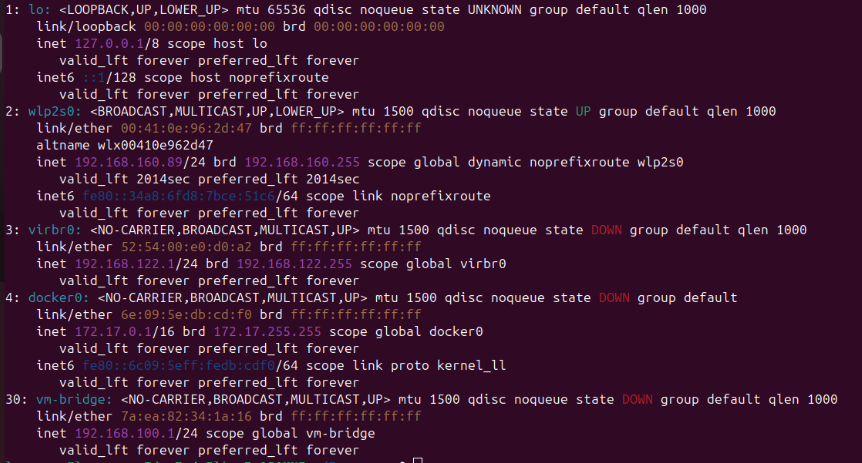 1: lo: <LOOPBACK,UP,LOWER_UP> mtu 65536 qdisc noqueue state UNKNOWN group default qlen 1000
link/loopback 00:00:00:00:00:00 brd 00:00:00:00:00:00
inet 127.0.0.1/8 scope host lo
valid_lft forever preferred_lft forever
inet6 ::1/128 scope host noprefixroute
valid_lft forever preferred_lft forever
2: wlp2s0: <BROADCAST,MULTICAST,UP,LOWER_UP> mtu 1500 qdisc noqueue state UP group default qlen 1000
link/ether 00:41:0e:96:2d:47 brd ff:ff:ff:ff:ff:ff
altname wlx00410e962d47
inet 192.168.160.89/24 brd 192.168.160.255 scope global dynamic noprefixroute wlp2s0
valid_lft 2014sec preferred_lft 2014sec
inet6 fe80::34a8:6fd8:7bce:51c6/64 scope link noprefixroute
valid_lft forever preferred_lft forever
3: virbr0: <NO-CARRIER,BROADCAST,MULTICAST,UP> mtu 1500 qdisc noqueue state DOWN group default qlen 1000
link/ether 52:54:00:e0:d0:a2 brd ff:ff:ff:ff:ff:ff
inet 192.168.122.1/24 brd 192.168.122.255 scope global virbr0
valid_lft forever preferred_lft forever
4: docker0: <NO-CARRIER,BROADCAST,MULTICAST,UP> mtu 1500 qdisc noqueue state DOWN group default
link/ether 6e:09:5e:db:cd:f0 brd ff:ff:ff:ff:ff:ff
inet 172.17.0.1/16 brd 172.17.255.255 scope global docker0
valid_lft forever preferred_lft forever
inet6 fe80::6c09:5eff:fedb:cdf0/64 scope link proto kernel_ll
valid_lft forever preferred_lft forever
30: vm-bridge: <NO-CARRIER,BROADCAST,MULTICAST,UP> mtu 1500 qdisc noqueue state DOWN group default qlen 1000
link/ether 7a:ea:82:34:1a:16 brd ff:ff:ff:ff:ff:ff
inet 192.168.100.1/24 scope global vm-bridge
valid_lft forever preferred_lft forever